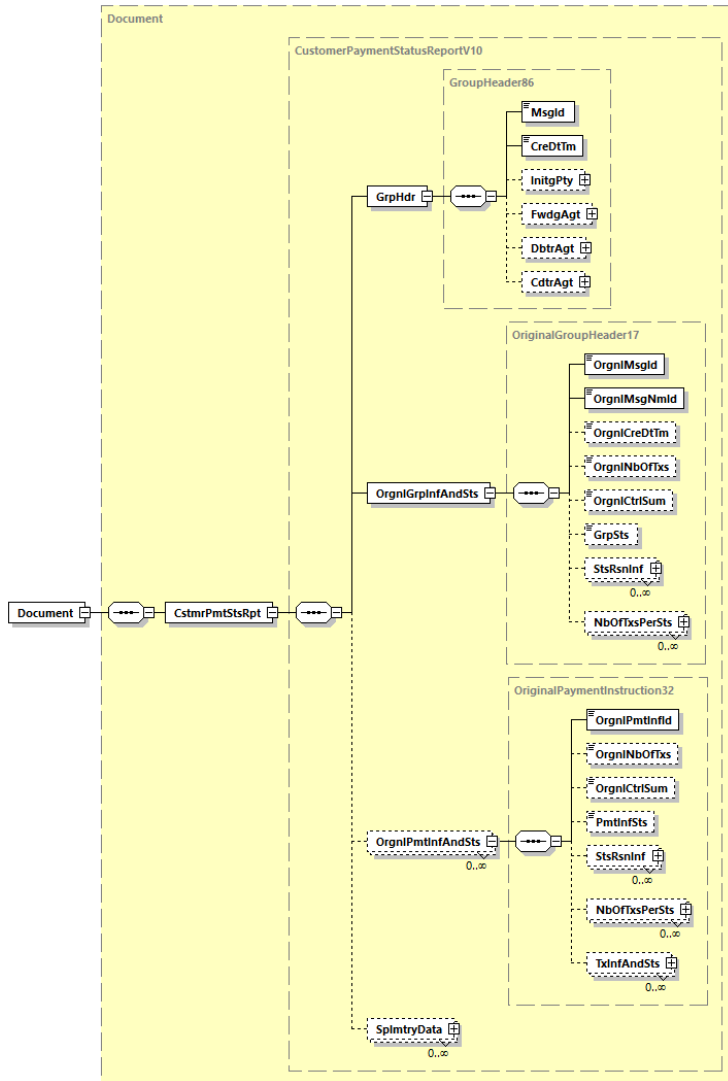 Document
CustomerPaymentStatusReportV10
GroupHeader86
MsgId
CreDtTm
InitgPty
GrpHdr
FwdgAgt
DbtrAgt
CdtrAgt
OriginalGroupHeader17
OrgnlMsgId
OrgnlMsgNmId
OrgnlCreDtTm
OrgnlNbOfTxs
OrgnlGrpInfAndSts
OrgnlCtrlSum
GrpSts
StsRsnInf
0..∞
Document
CstmrPmtStsRpt
NbOfTxsPerSts
0..∞
OriginalPaymentInstruction32
OrgnlPmtInfId
OrgnlNbOfTxs
OrgnlCtrlSum
PmtInfSts
OrgnlPmtInfAndSts
0..∞
StsRsnInf
0..∞
NbOfTxsPerSts
0..∞
TxInfAndSts
0..∞
SplmtryData
0..∞